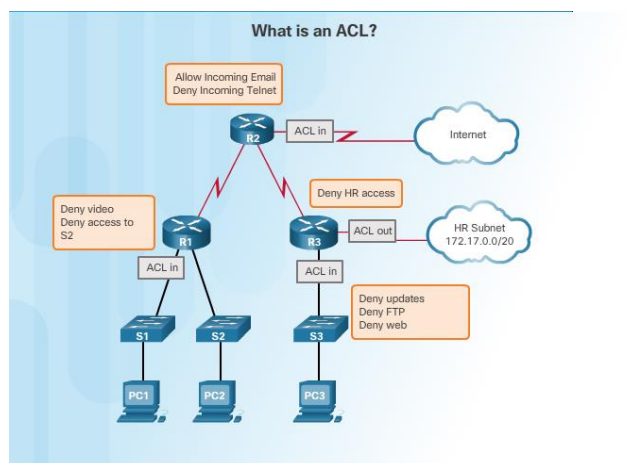 What is an ACL?
Allow Incoming Email
Deny Incoming Telnet
R2
ACL in
Internet
Deny video
Deny access to
S2
R1
ACL in
Deny HR access
R3
ACL out
HR Subnet
172.17.0.0/20
ACL in
Deny updates
Deny FTP
Deny web
S1
S2
S3
PC1
PC2
PC3